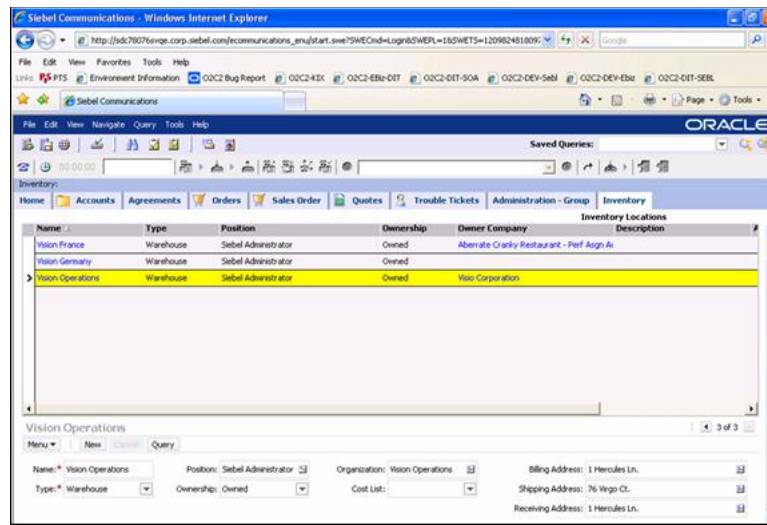 Siebel Communications - Windows Internet Explorer
http://sdc78076svqe.corp.siebel.com/ecommunications_enu/start.swe?SWECmd=Login&SWEPL=1&SWETS=1209824818097 Google
File Edit View Favorites Tools Help
Links PTS Environment Information O2C2 Bug Report O2C2-KIX O2C2-EBiz-DIT O2C2-DIT-SOA O2C2-DEV-Sebl O2C2-DEV-Ebiz O2C2-DIT-SEBL
Siebel Communications Page Tools
File Edit View Navigate Query Tools Help ORACLE
Saved Queries:
00:00:00
Inventory:
Home Accounts Agreements Orders Sales Order Quotes Trouble Tickets Administration - Group Inventory
Inventory Locations
Name Type Position Ownership Owner Company Description
Vision France Warehouse Siebel Administrator Owned Aberrate Cranky Restaurant - Perf Asgn Ac
Vision Germany Warehouse Siebel Administrator Owned
Vision Operations Warehouse Siebel Administrator Owned Visio Corporation
Vision Operations 3 of 3
Menu New Cancel Query
Name:* Vision Operations Position: Siebel Administrator Organization: Vision Operations Billing Address: 1 Hercules Ln.
Type:* Warehouse Ownership: Owned Cost List: Shipping Address: 76 Virgo Ct.
Receiving Address: 1 Hercules Ln.